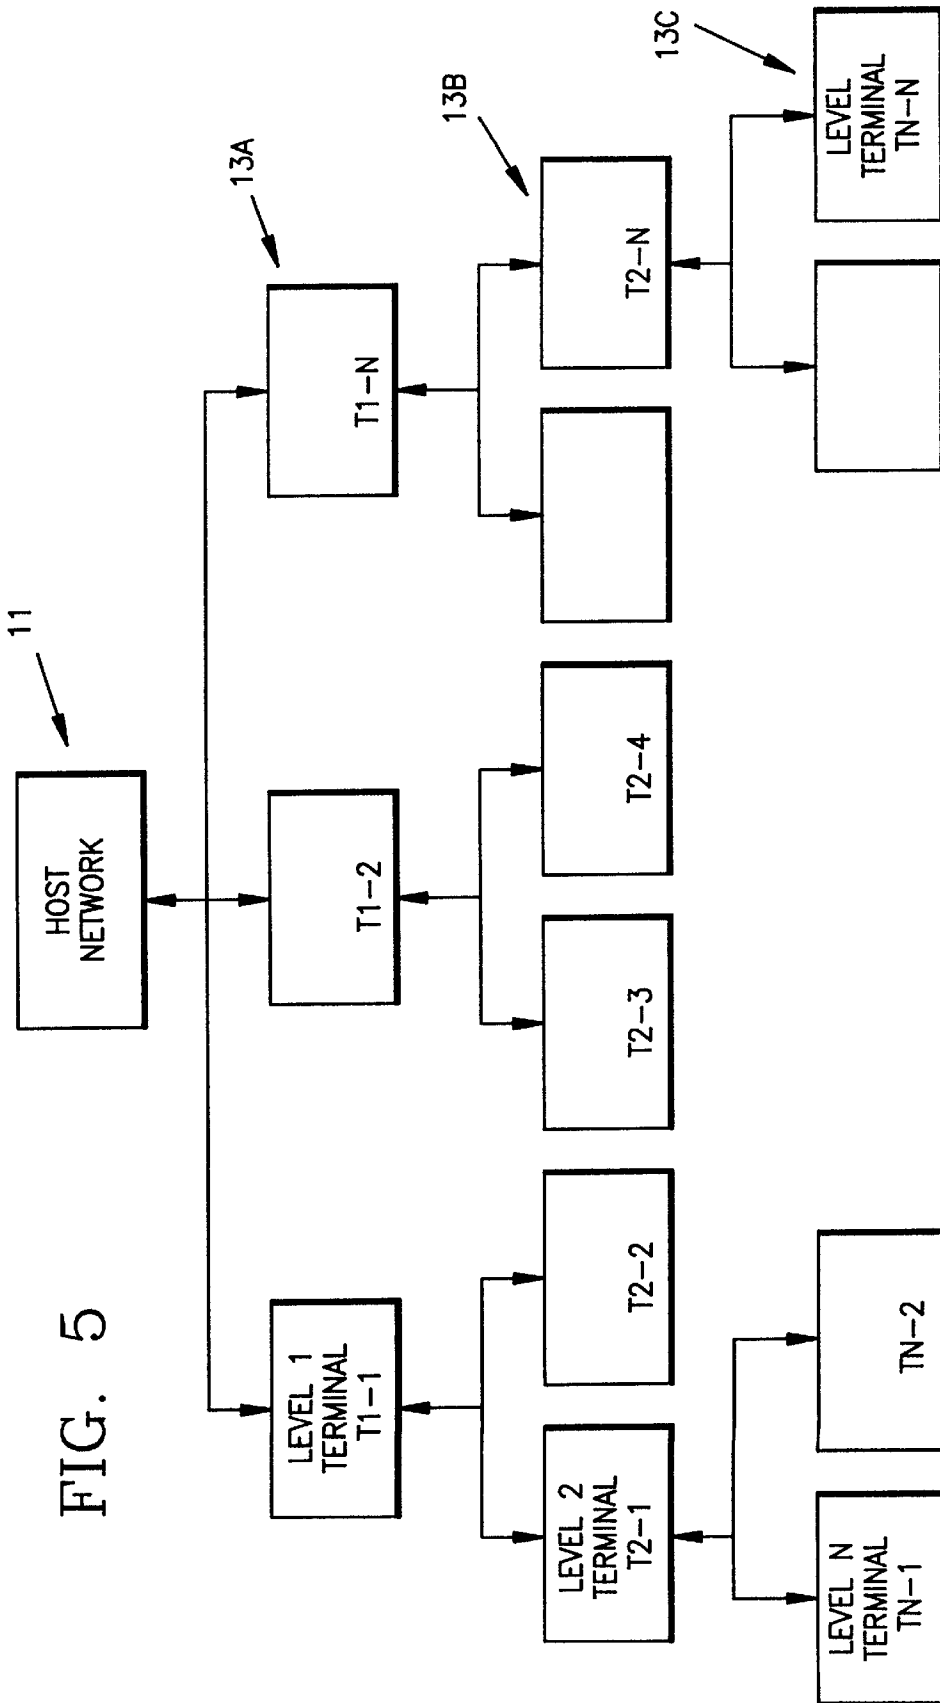 FIG. 5
11
HOST
NETWORK
13A
LEVEL 1
TERMINAL
T1-1
T1-2
T1-N
13B
LEVEL 2
TERMINAL
T2-1
T2-2
T2-3
T2-4
T2-N
13C
LEVEL N
TERMINAL
TN-1
TN-2
LEVEL
TERMINAL
TN-N